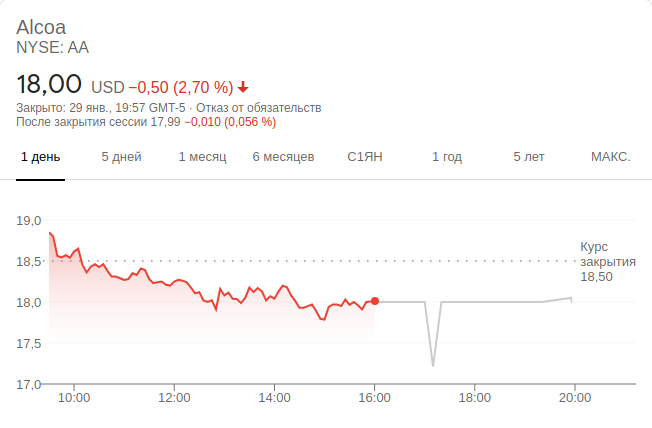 Alcoa
NYSE: AA
18,00 USD −0,50 (2,70 %)
Закрыто: 29 янв., 19:57 GMT-5 · Отказ от обязательств
После закрытия сессии 17,99 −0,010 (0,056 %)
1 день 5 дней 1 месяц 6 месяцев С1ЯН 1 год 5 лет МАКС.
19,0
18,5
18,0
17,5
17,0
Курс
закрытия
18,50
10:00 12:00 14:00 16:00 18:00 20:00